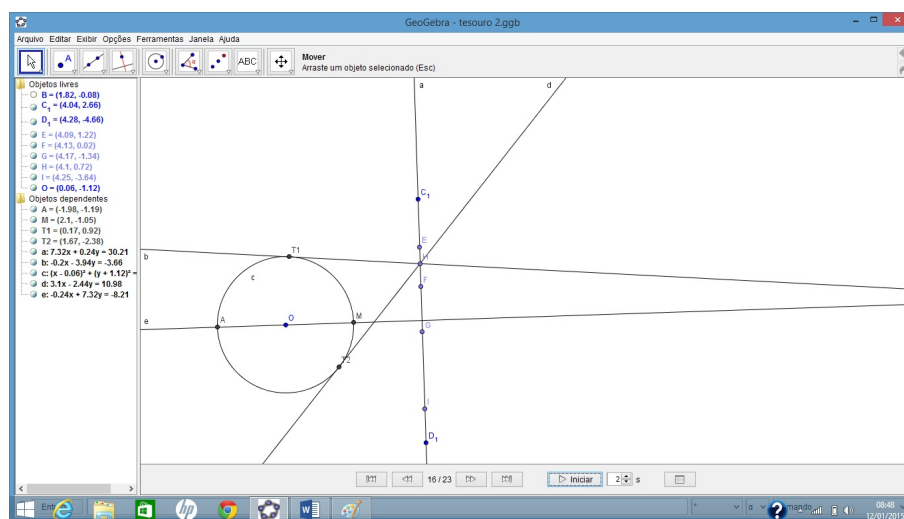 GeoGebra - tesouro 2.ggb
Arquivo Editar Exibir Opções Ferramentas Janela Ajuda
A
α
ABC
Mover
Arraste um objeto selecionado (Esc)
Objetos livres
B = (1.82, -0.08)
C₁ = (4.04, 2.66)
D₁ = (4.28, -4.66)
E = (4.09, 1.22)
F = (4.13, 0.02)
G = (4.17, -1.34)
H = (4.1, 0.72)
I = (4.25, -3.64)
O = (0.06, -1.12)
Objetos dependentes
A = (-1.98, -1.19)
M = (2.1, -1.05)
T1 = (0.17, 0.92)
T2 = (1.67, -2.38)
a: 7.32x + 0.24y = 30.21
b: -0.2x - 3.94y = -3.66
c: (x - 0.06)² + (y + 1.12)² =
d: 3.1x - 2.44y = 10.98
e: -0.24x + 7.32y = -8.21
a
d
C₁
E
T1
b
H
c
F
e
A
O
M
G
T2
I
D₁
16 / 23
Iniciar
2
s
hp
W
α
08:48
12/01/2015